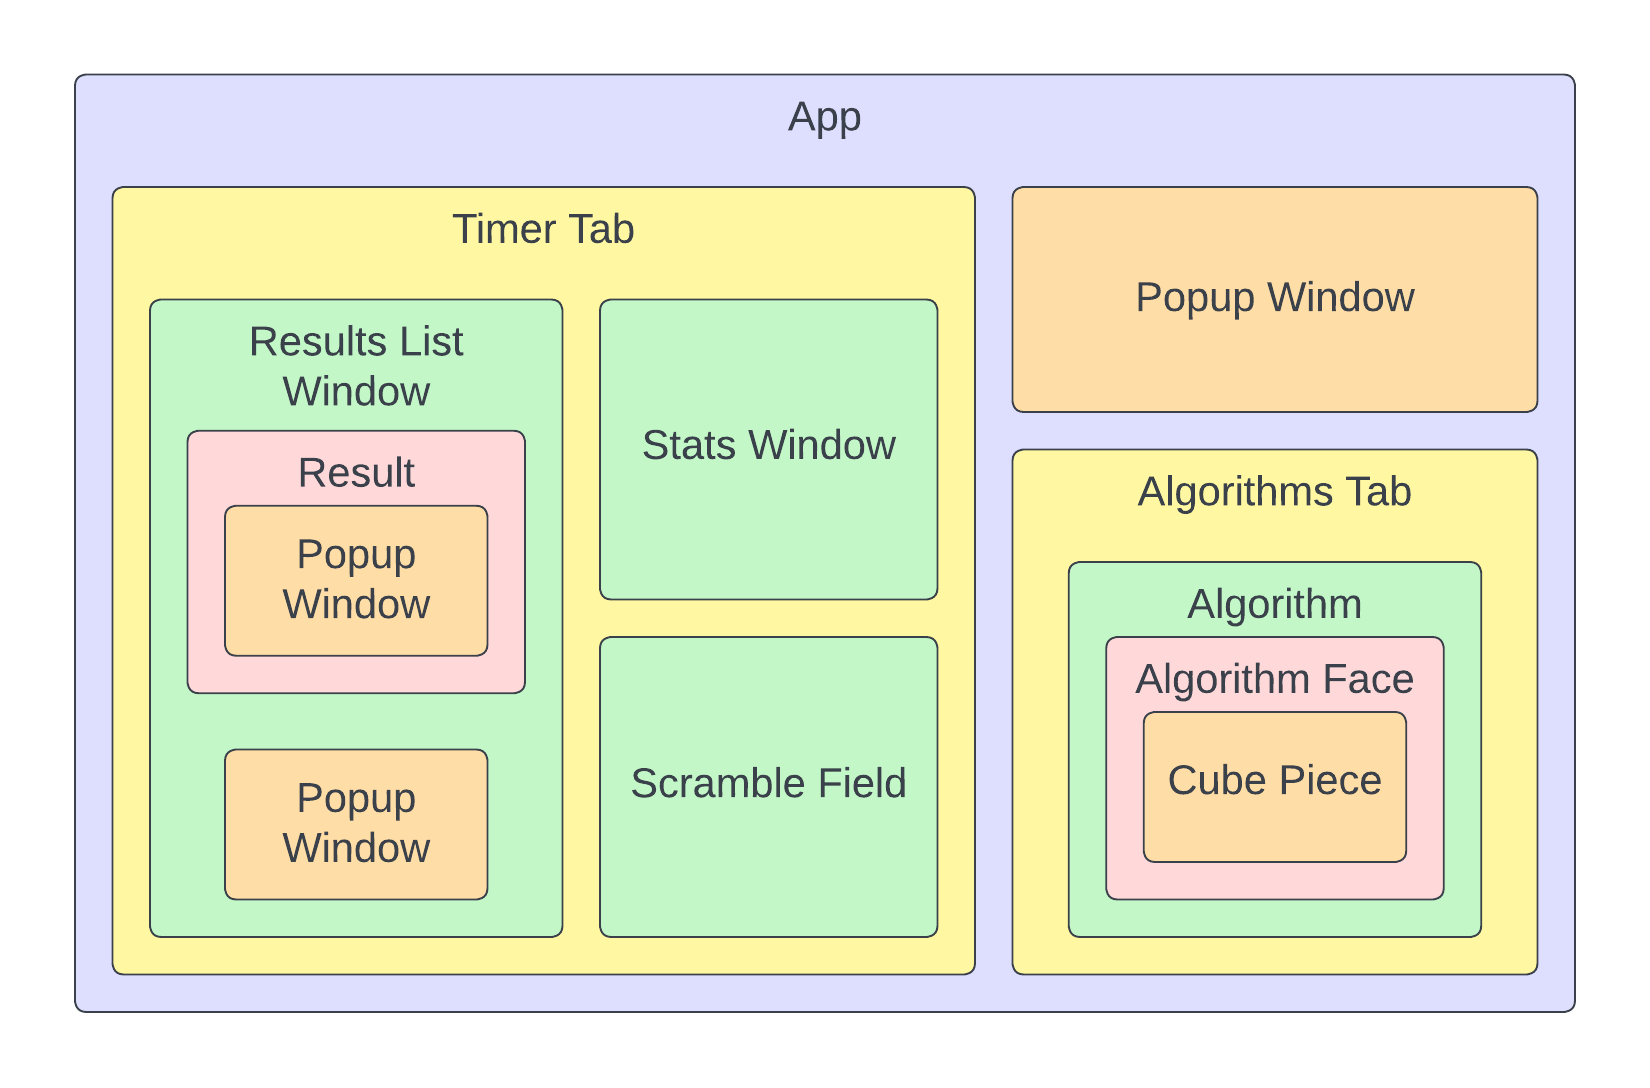 App
Timer Tab
Results List
Window
Result
Popup
Window
Popup
Window
Stats Window
Scramble Field
Popup Window
Algorithms Tab
Algorithm
Algorithm Face
Cube Piece